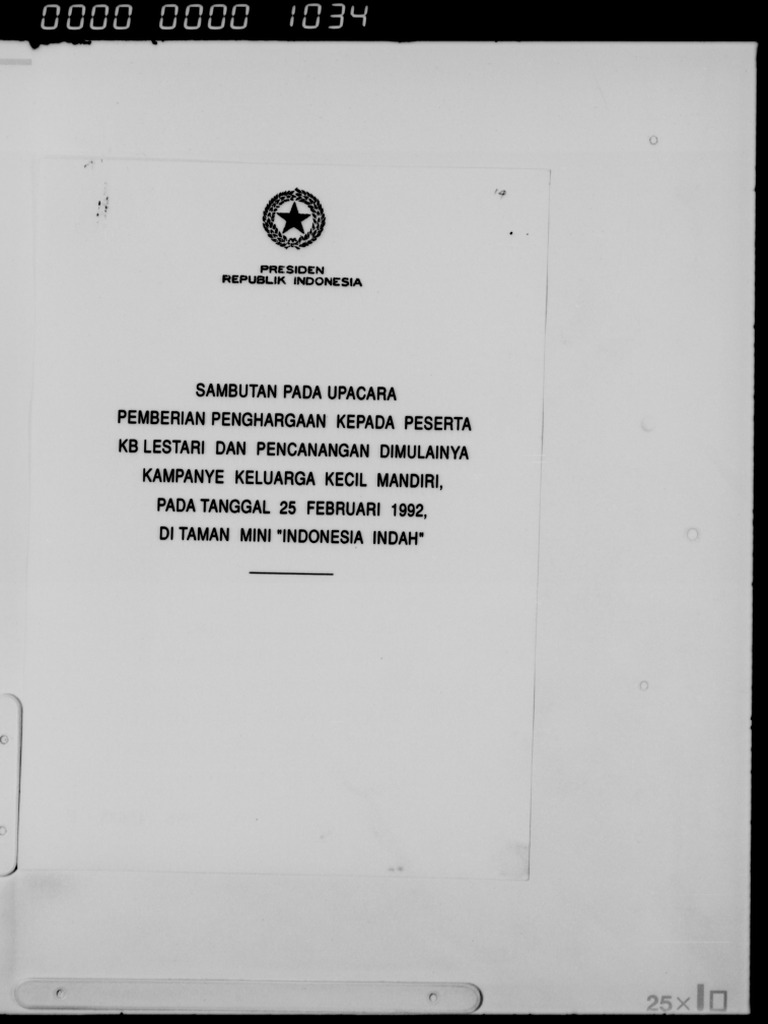 0000 0000 1034
PRESIDEN
REPUBLIK INDONESIA
SAMBUTAN PADA UPACARA
PEMBERIAN PENGHARGAAN KEPADA PESERTA
KB LESTARI DAN PENCANANGAN DIMULAINYA
KAMPANYE KELUARGA KECIL MANDIRI,
PADA TANGGAL 25 FEBRUARI 1992,
DI TAMAN MINI "INDONESIA INDAH"
25×